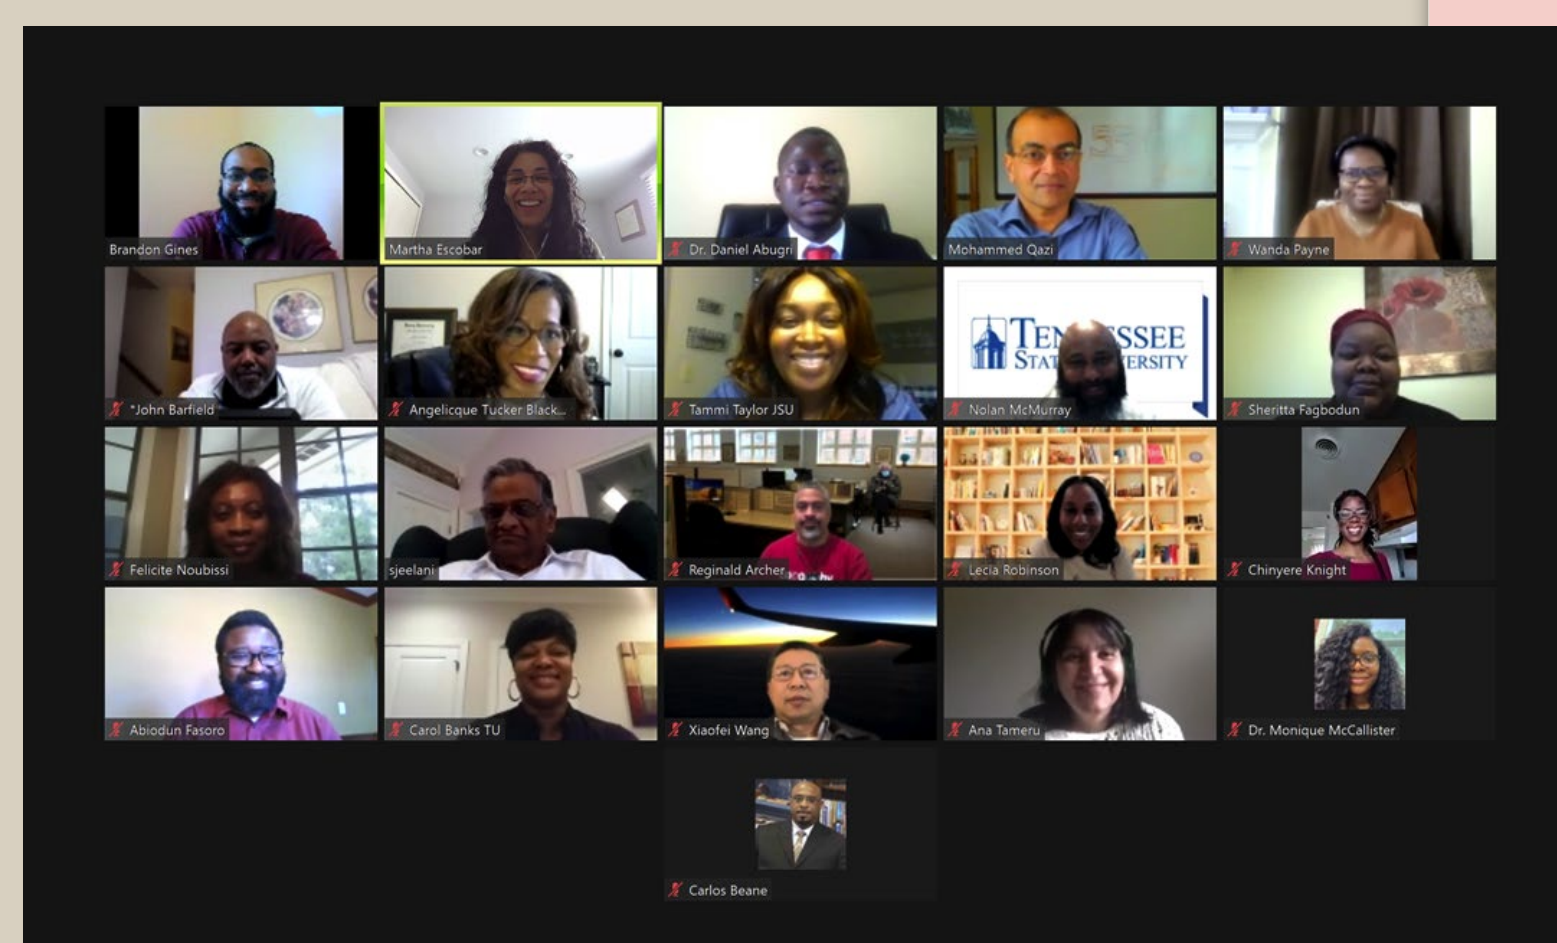 Brandon Gines
Martha Escobar
Dr. Daniel Abugri
Mohammed Qazi
Wanda Payne
"John Barfield
Angelicque Tucker Black...
Tammi Taylor JSU
TENNESSEE
Nolan McMurray
Sheritta Fagbodun
Felicite Noubissi
sjeelani
Reginald Archer
Lecia Robinson
Chinyere Knight
Abiodun Fasoro
Carol Banks TU
Xiaofei Wang
Ana Tameru
Dr. Monique McCallister
Carlos Beane